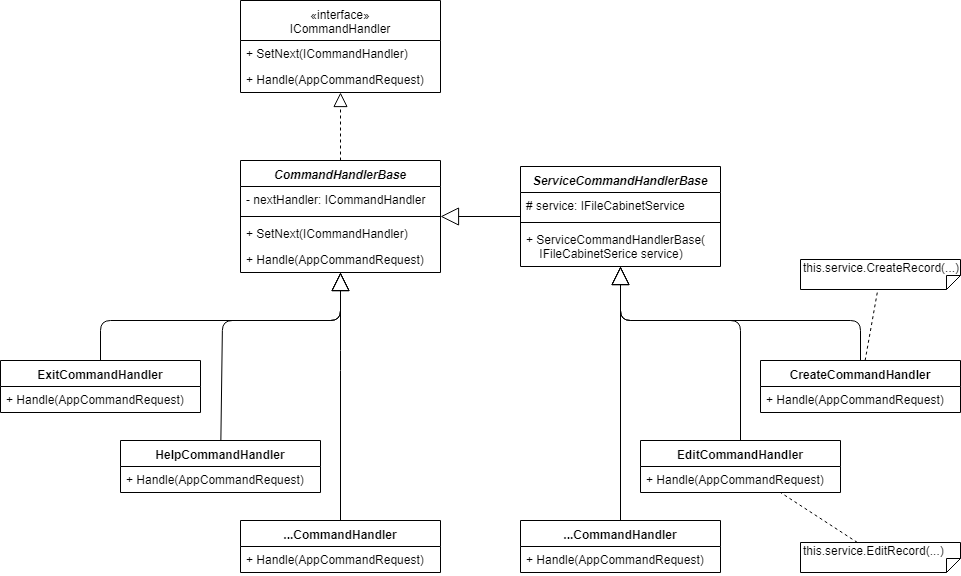 «interface»
ICommandHandler
+ SetNext(ICommandHandler)
+ Handle(AppCommandRequest)
CommandHandlerBase
- nextHandler: ICommandHandler
+ SetNext(ICommandHandler)
+ Handle(AppCommandRequest)
ServiceCommandHandlerBase
# service: IFileCabinetService
+ ServiceCommandHandlerBase(
IFileCabinetSerice service)
this.service.CreateRecord(...)
ExitCommandHandler
+ Handle(AppCommandRequest)
CreateCommandHandler
+ Handle(AppCommandRequest)
HelpCommandHandler
+ Handle(AppCommandRequest)
EditCommandHandler
+ Handle(AppCommandRequest)
...CommandHandler
+ Handle(AppCommandRequest)
...CommandHandler
+ Handle(AppCommandRequest)
this.service.EditRecord(...)